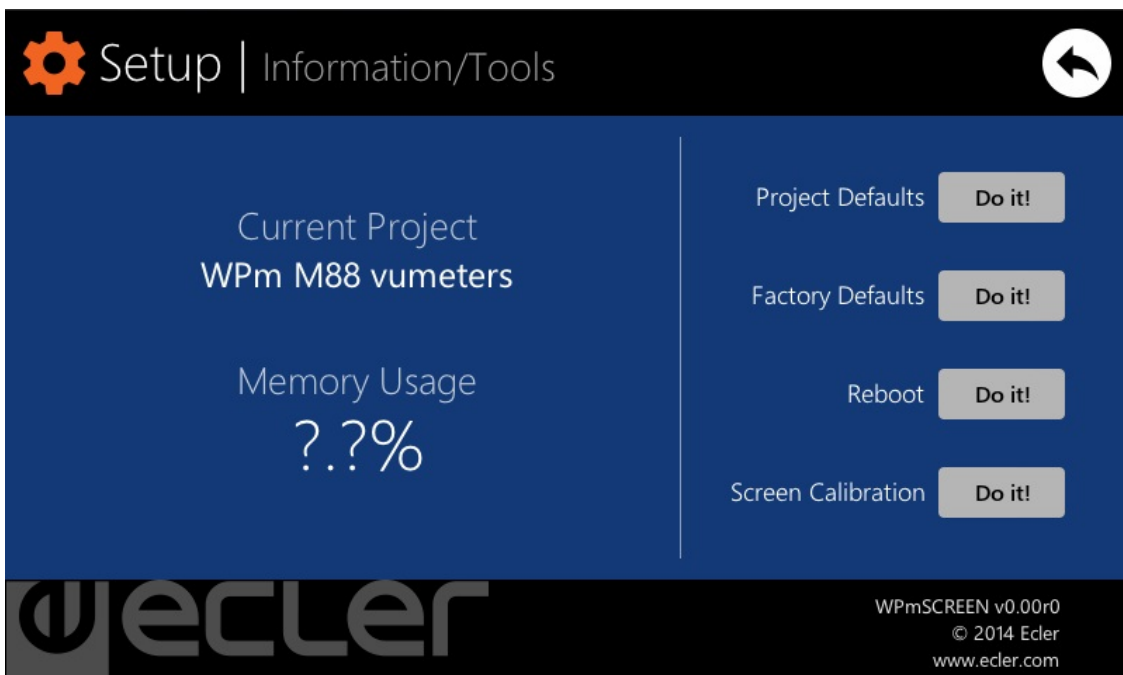 Setup | Information/Tools
Current Project
WPm M88 vumeters
Memory Usage
?.?%
Project Defaults Do it!
Factory Defaults Do it!
Reboot Do it!
Screen Calibration Do it!
ecler
WPmSCREEN v0.00r0
© 2014 Ecler
www.ecler.com